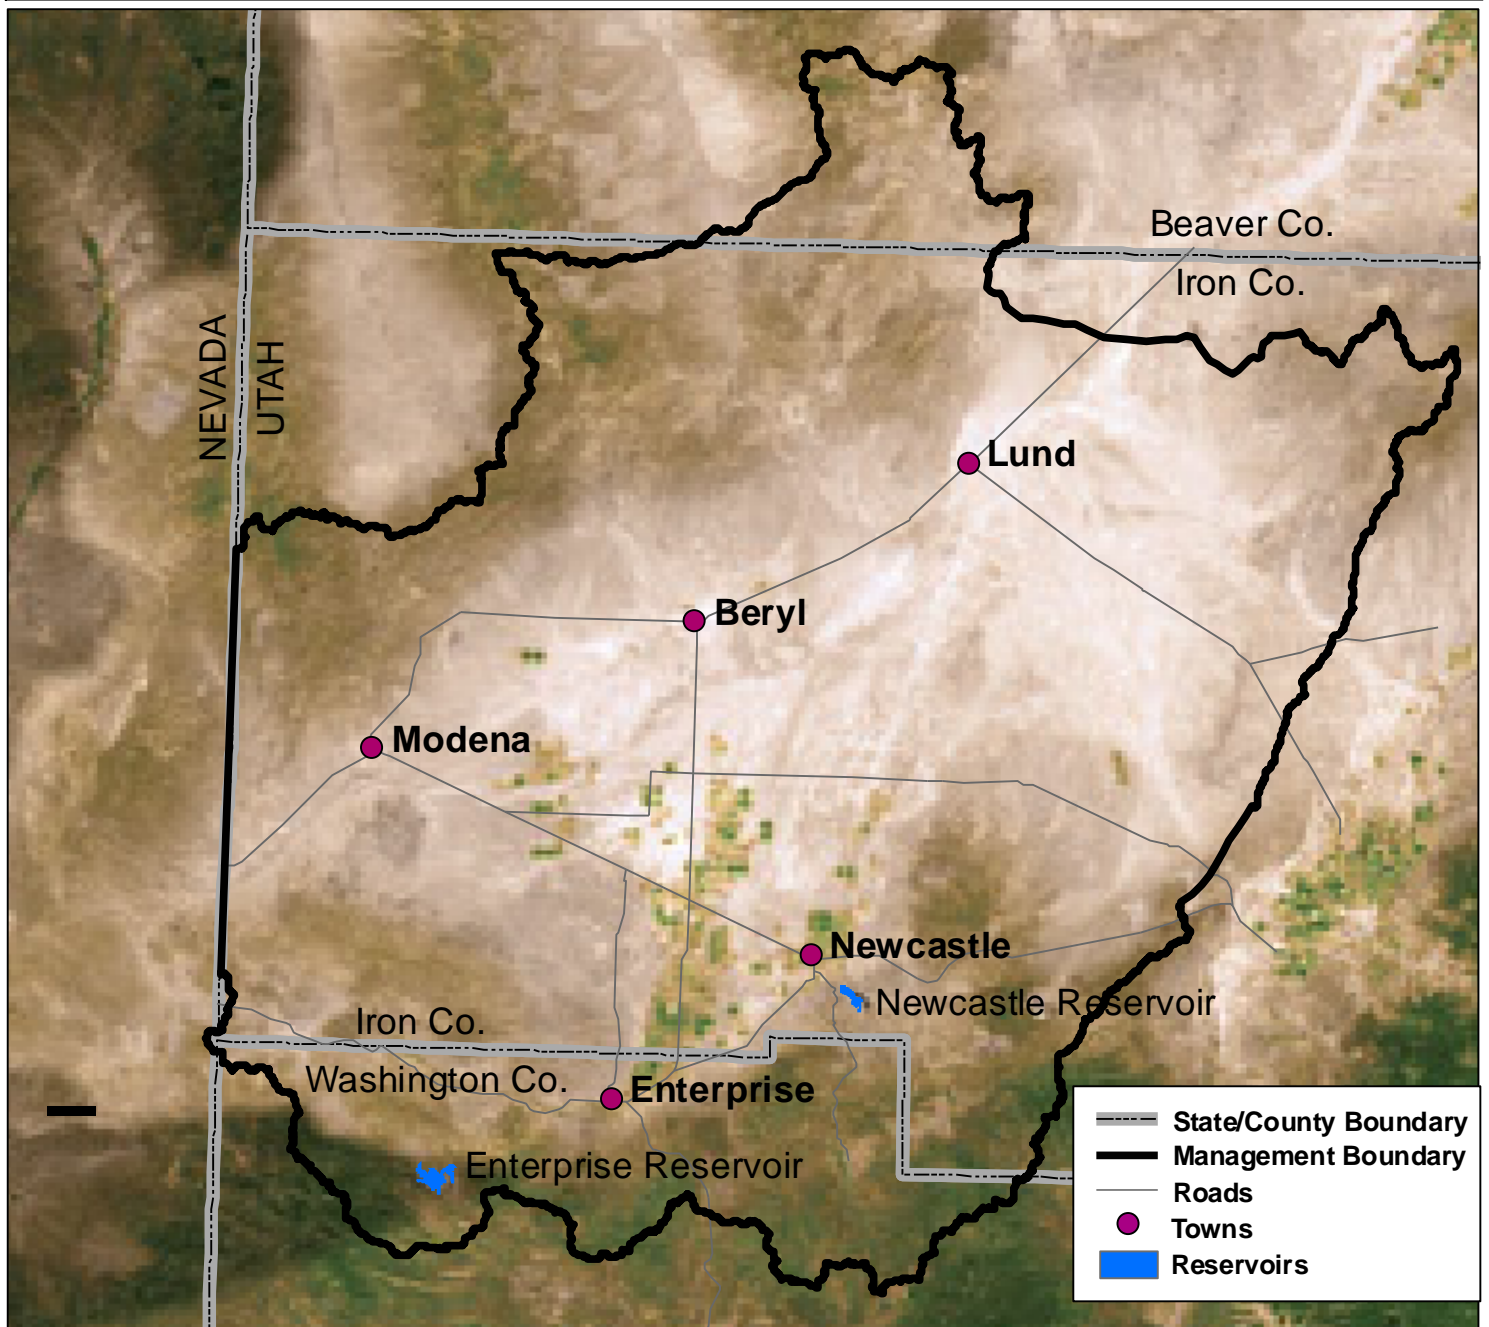 Beaver Co.
Iron Co.
NEVADA
UTAH
Lund
Beryl
Modena
Newcastle
Newcastle Reservoir
Iron Co.
Washington Co.
Enterprise
Enterprise Reservoir
State/County Boundary
Management Boundary
Roads
Towns
Reservoirs